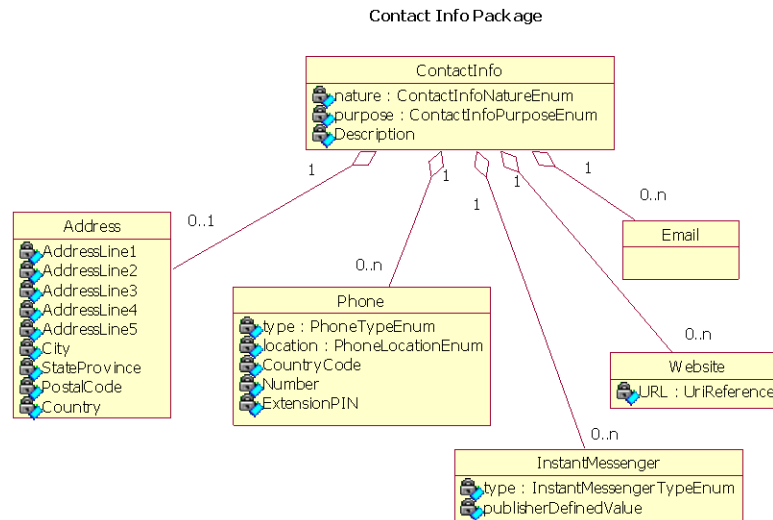 Contact Info Package
ContactInfo
nature : ContactInfoNatureEnum
purpose : ContactInfoPurposeEnum
Description
1
1
1
1
1
0..1
0..n
0..n
0..n
0..n
Address
AddressLine1
AddressLine2
AddressLine3
AddressLine4
AddressLine5
City
StateProvince
PostalCode
Country
Phone
type : PhoneTypeEnum
location : PhoneLocationEnum
CountryCode
Number
ExtensionPIN
Email
Website
URL : UriReference
InstantMessenger
type : InstantMessengerTypeEnum
publisherDefinedValue